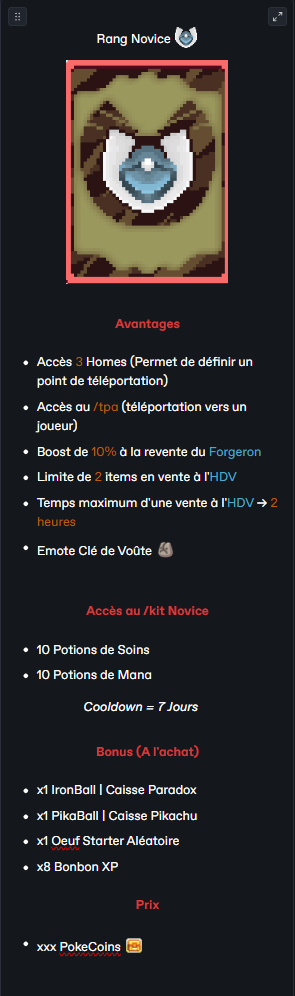 Rang Novice
Avantages
Accès 3 Homes (Permet de définir un
point de téléportation)
Accès au /tpa (téléportation vers un
joueur)
Boost de 10% à la revente du Forgeron
Limite de 2 items en vente à l'HDV
Temps maximum d'une vente à l'HDV → 2
heures
Emote Clé de Voûte
Accès au /kit Novice
10 Potions de Soins
10 Potions de Mana
Cooldown = 7 Jours
Bonus (A l'achat)
x1 IronBall | Caisse Paradox
x1 PikaBall | Caisse Pikachu
x1 Oeuf Starter Aléatoire
x8 Bonbon XP
Prix
xxx PokeCoins